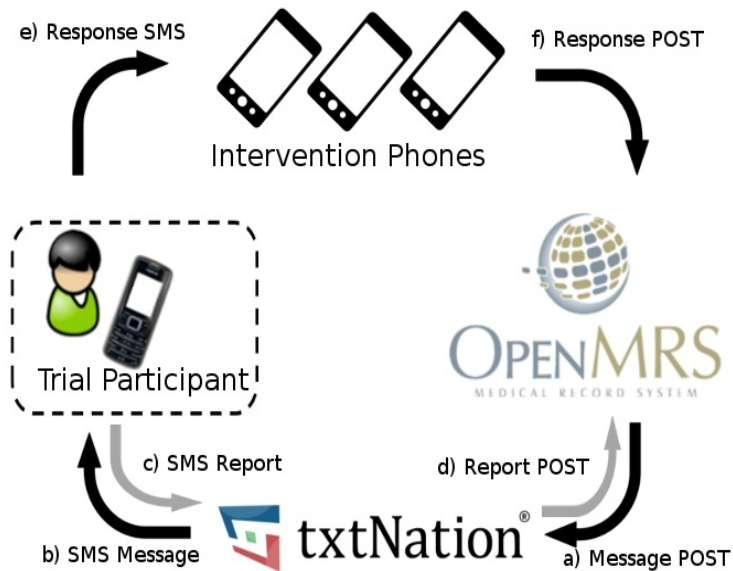 e) Response SMS
f) Response POST
Intervention Phones
Trial Participant
OPENMRS
MEDICAL RECORD SYSTEM
c) SMS Report
d) Report POST
txtNation®
b) SMS Message
a) Message POST